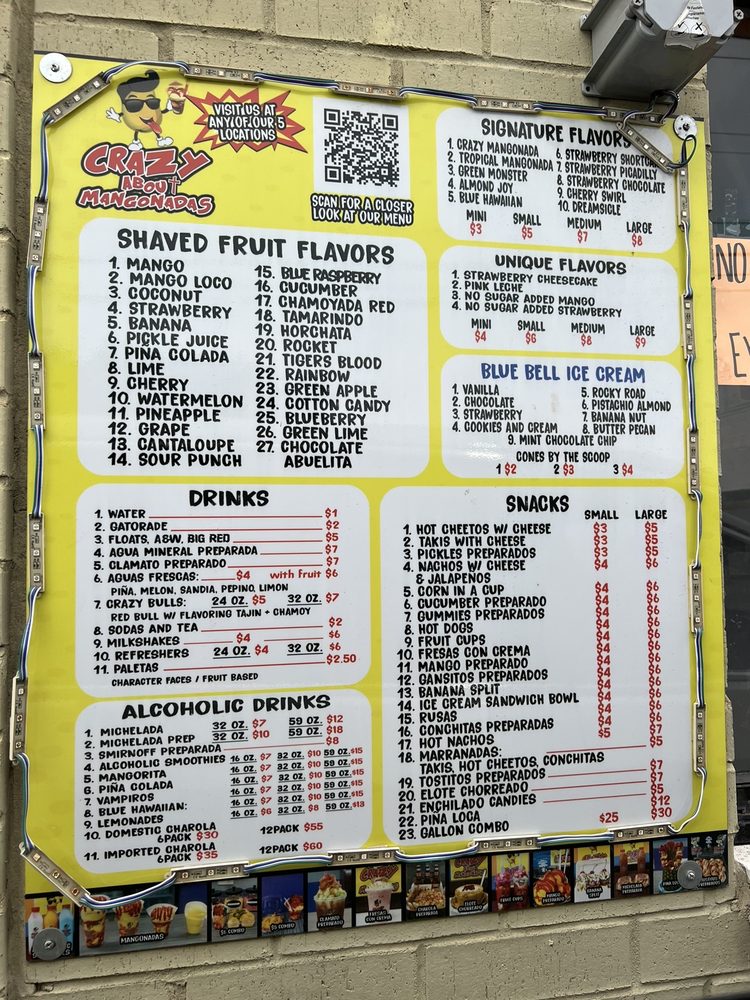 VISIT US AT
ANY OF OUR 5
LOCATIONS
CRAZY
ABOUT
MANGONADAS
SCAN FOR A CLOSER
LOOK AT OUR MENU
SHAVED FRUIT FLAVORS
1. MANGO
2. MANGO LOCO
3. COCONUT
4. STRAWBERRY
5. BANANA
6. PICKLE JUICE
7. PIÑA COLADA
8. LIME
9. CHERRY
10. WATERMELON
11. PINEAPPLE
12. GRAPE
13. CANTALOUPE
14. SOUR PUNCH
15. BLUE RASPBERRY
16. CUCUMBER
17. CHAMOYADA RED
18. TAMARINDO
19. HORCHATA
20. ROCKET
21. TIGERS BLOOD
22. RAINBOW
23. GREEN APPLE
24. COTTON CANDY
25. BLUEBERRY
26. GREEN LIME
27. CHOCOLATE
ABUELITA
SIGNATURE FLAVORS
1. CRAZY MANGONADA
2. TROPICAL MANGONADA
3. GREEN MONSTER
4. ALMOND JOY
5. BLUE HAWAIIAN
6. STRAWBERRY SHORTCA
7. STRAWBERRY PICADILLY
8. STRAWBERRY CHOCOLATE
9. CHERRY SWIRL
10. DREAMSICLE
MINI SMALL MEDIUM LARGE
$3 $5 $7 $8
UNIQUE FLAVORS
1. STRAWBERRY CHEESECAKE
2. PINK LECHE
3. NO SUGAR ADDED MANGO
4. NO SUGAR ADDED STRAWBERRY
MINI SMALL MEDIUM LARGE
$4 $6 $8 $9
BLUE BELL ICE CREAM
1. VANILLA
2. CHOCOLATE
3. STRAWBERRY
4. COOKIES AND CREAM
5. ROCKY ROAD
6. PISTACHIO ALMOND
7. BANANA NUT
8. BUTTER PECAN
9. MINT CHOCOLATE CHIP
CONES BY THE SCOOP
1 $2 2 $3 3 $4
DRINKS
1. WATER $1
2. GATORADE $2
3. FLOATS, A&W, BIG RED $5
4. AGUA MINERAL PREPARADA $7
5. CLAMATO PREPARADO $7
6. AGUAS FRESCAS: $4 with fruit $6
PIÑA, MELON, SANDIA, PEPINO, LIMON
7. CRAZY BULLS: 24 OZ. $5 32 OZ. $7
RED BULL W/ FLAVORING TAJIN + CHAMOY
8. SODAS AND TEA $2
9. MILKSHAKES $4 $6
10. REFRESHERS 24 OZ. $4 32 OZ. $6
11. PALETAS $2.50
CHARACTER FACES / FRUIT BASED
ALCOHOLIC DRINKS
1. MICHELADA 32 OZ. $7 59 OZ. $12
2. MICHELADA PREP 32 OZ. $10 59 OZ. $18
3. SMIRNOFF PREPARADA $8
4. ALCOHOLIC SMOOTHIES 16 OZ. $7 32 OZ. $10 59 OZ. $15
5. MANGORITA 16 OZ. $7 32 OZ. $10 59 OZ. $15
6. PIÑA COLADA 16 OZ. $7 32 OZ. $10 59 OZ. $15
7. VAMPIROS 16 OZ. $7 32 OZ. $10 59 OZ. $15
8. BLUE HAWAIIAN: 16 OZ. $7 32 OZ. $10 59 OZ. $15
9. LEMONADES 16 OZ. $6 32 OZ. $8 59 OZ. $13
10. DOMESTIC CHAROLA
6PACK $30 12PACK $55
11. IMPORTED CHAROLA
6PACK $35 12PACK $60
SNACKS
SMALL LARGE
1. HOT CHEETOS W/ CHEESE $3 $5
2. TAKIS WITH CHEESE $3 $5
3. PICKLES PREPARADOS $3 $5
4. NACHOS W/ CHEESE $4 $6
& JALAPEÑOS
5. CORN IN A CUP $4 $6
6. CUCUMBER PREPARADO $4 $6
7. GUMMIES PREPARADOS $4 $6
8. HOT DOGS $4 $6
9. FRUIT CUPS $4 $6
10. FRESAS CON CREMA $4 $6
11. MANGO PREPARADO $4 $6
12. GANSITOS PREPARADOS $4 $6
13. BANANA SPLIT $4 $6
14. ICE CREAM SANDWICH BOWL $4 $6
15. RUSAS $4 $6
16. CONCHITAS PREPARADAS $4 $6
17. HOT NACHOS $5 $7
18. MARRANADAS: $5
TAKIS, HOT CHEETOS, CONCHITAS
19. TOSTITOS PREPARADOS $7
20. ELOTE CHORREADO $7
21. ENCHILADO CANDIES $5
22. PIÑA LOCA $12
23. GALLON COMBO $25 $30
MANGONADAS
$5 COMBO
$5 COMBO
CLAMATO
PREPARADO
FRESAS
CON CREMA
CHAROLA
PREPARADA
ELOTE
CHORREADO
FRUIT CUPS
MANGO
PREPARADO
BANANA
SPLIT
MICHELADA
PREPARADA
NO